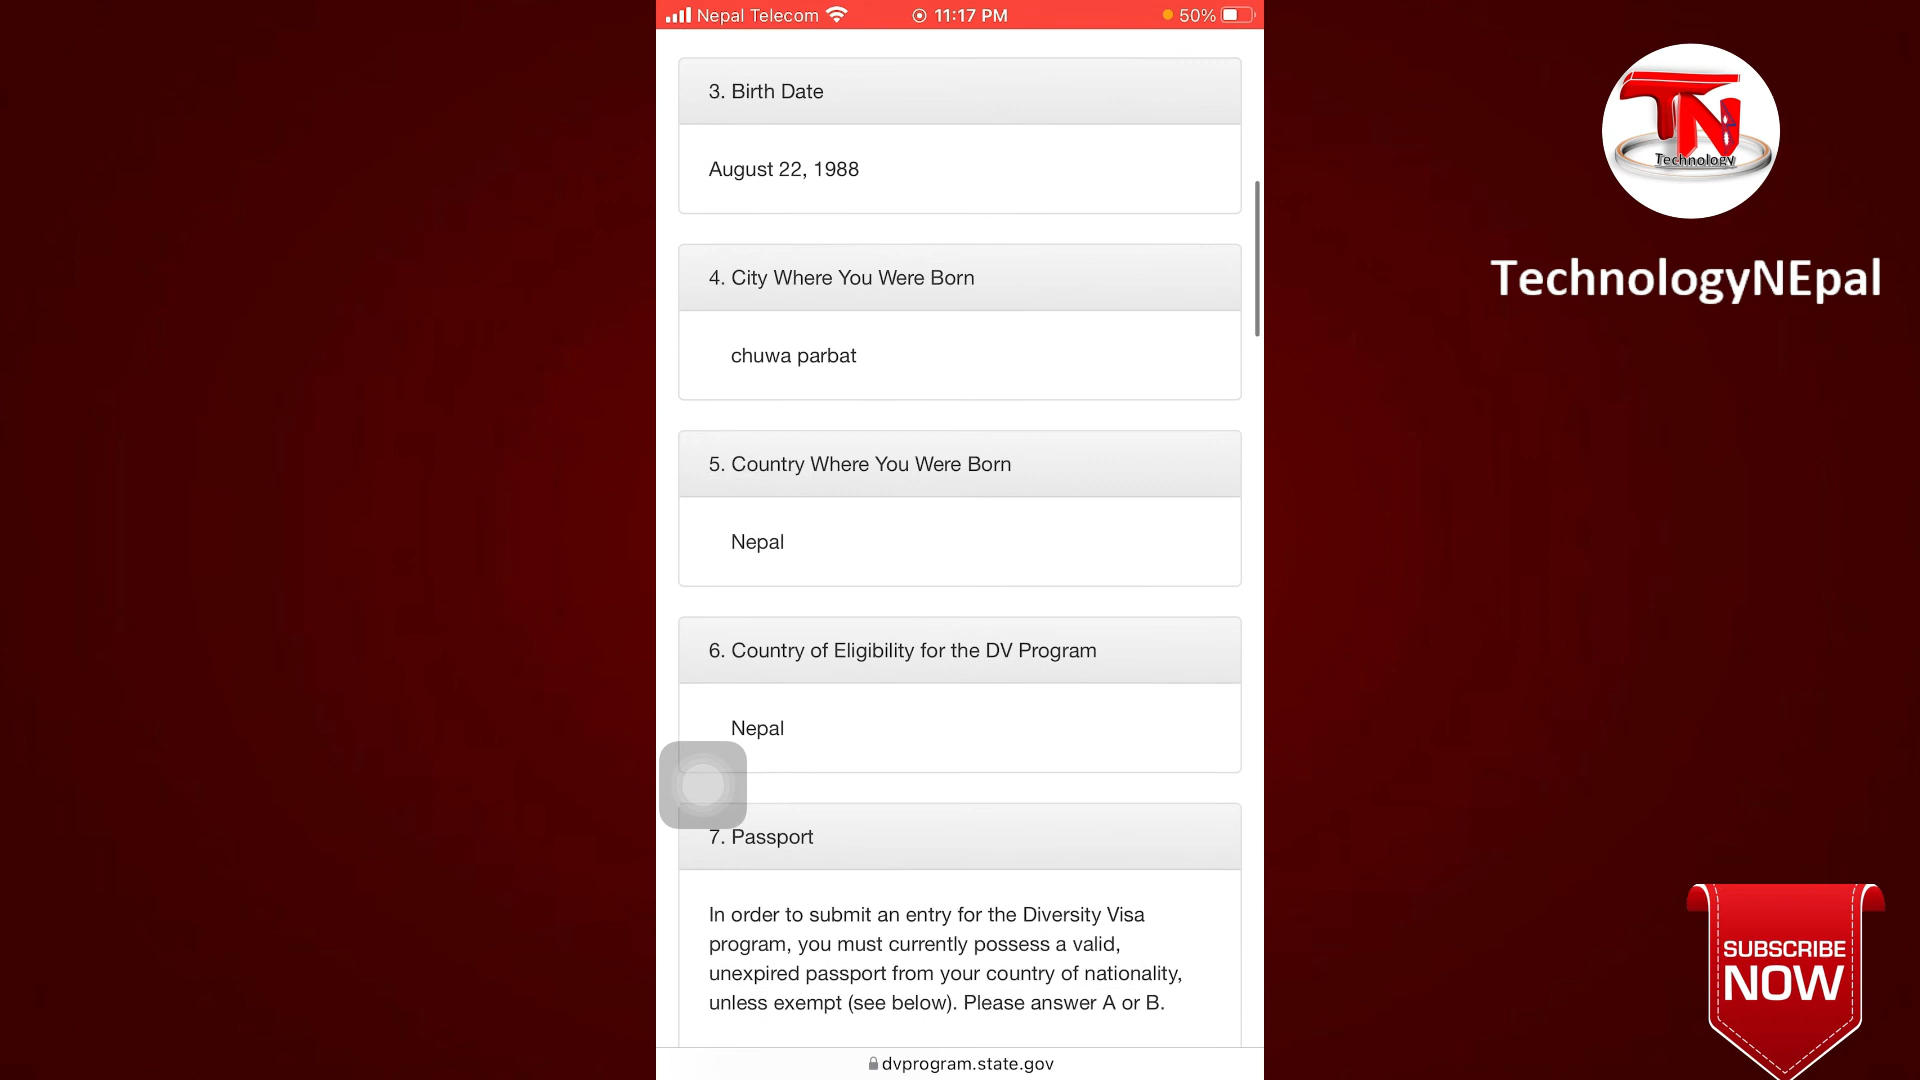 Nepal Telecom
11:17 PM
50%
3. Birth Date
August 22, 1988
4. City Where You Were Born
chuwa parbat
5. Country Where You Were Born
Nepal
6. Country of Eligibility for the DV Program
Nepal
7. Passport
In order to submit an entry for the Diversity Visa
program, you must currently possess a valid,
unexpired passport from your country of nationality,
unless exempt (see below). Please answer A or B.
dvprogram.state.gov
TN
Technology
TechnologyNEpal
SUBSCRIBE
NOW